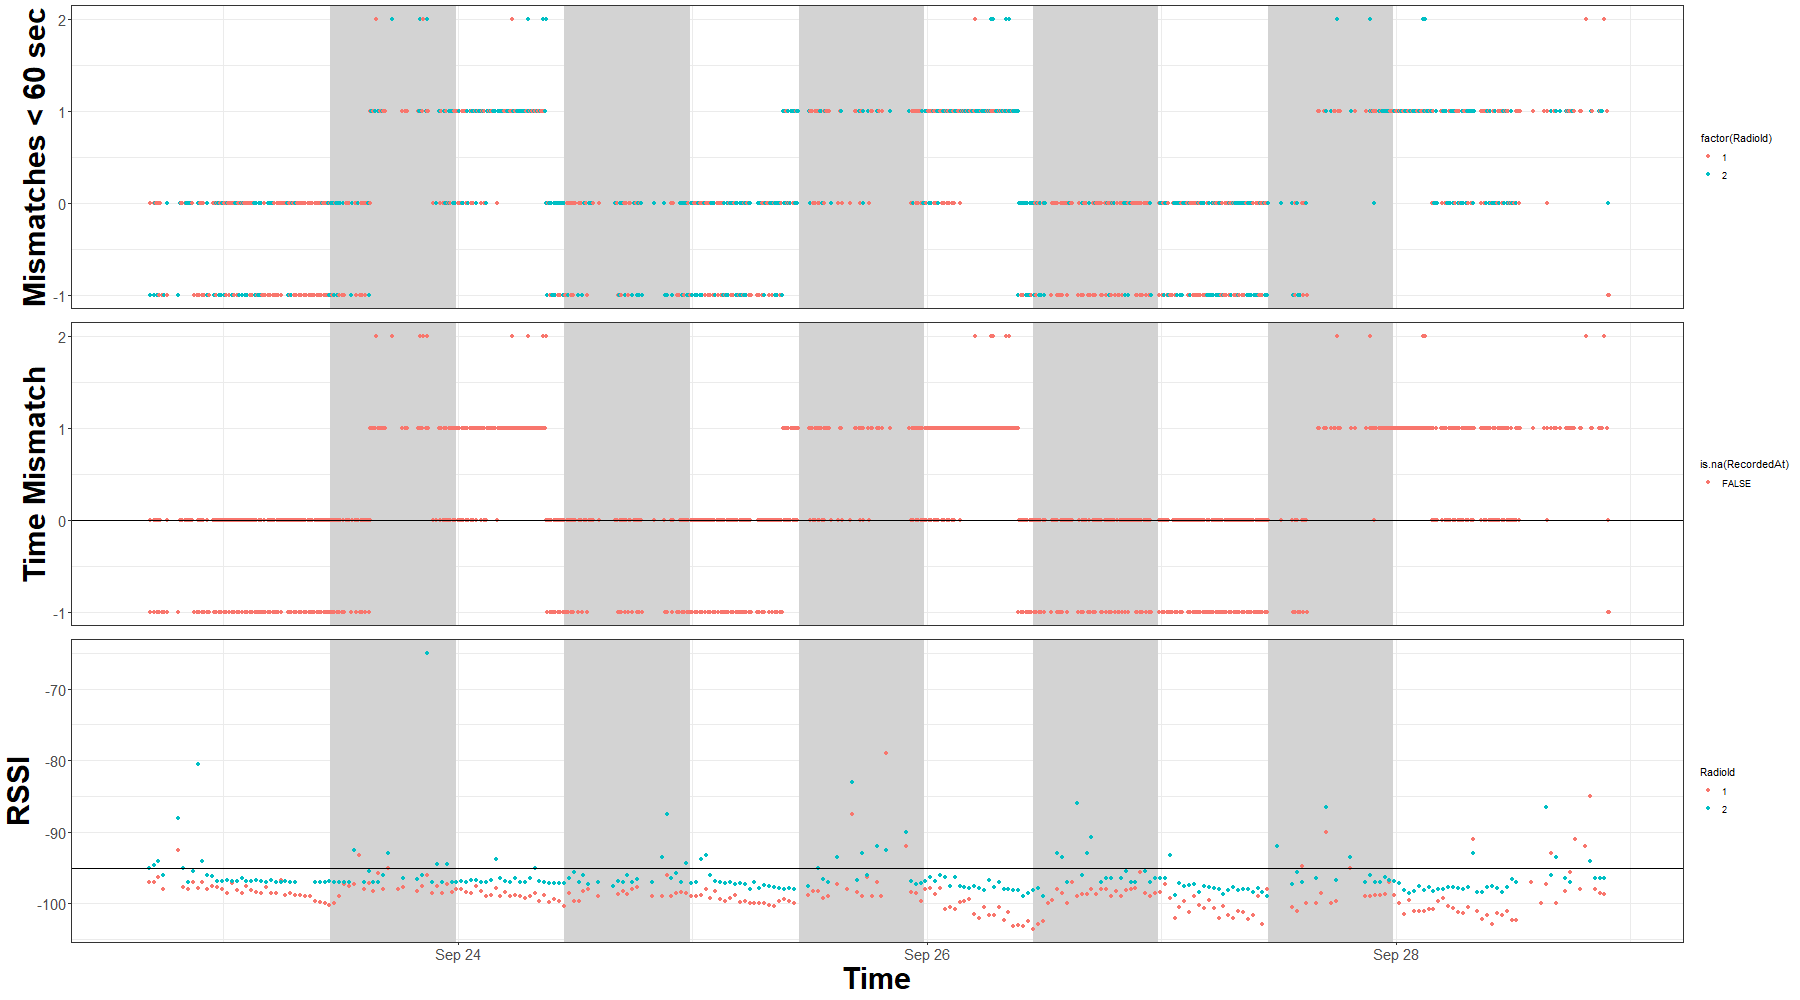 Mismatches < 60 sec
2
1
0
-1
factor(RadioId)
1
2
Time Mismatch
2
1
0
-1
is.na(RecordedAt)
FALSE
RSSI
-70
-80
-90
-100
RadioId
1
2
Sep 24
Sep 26
Sep 28
Time